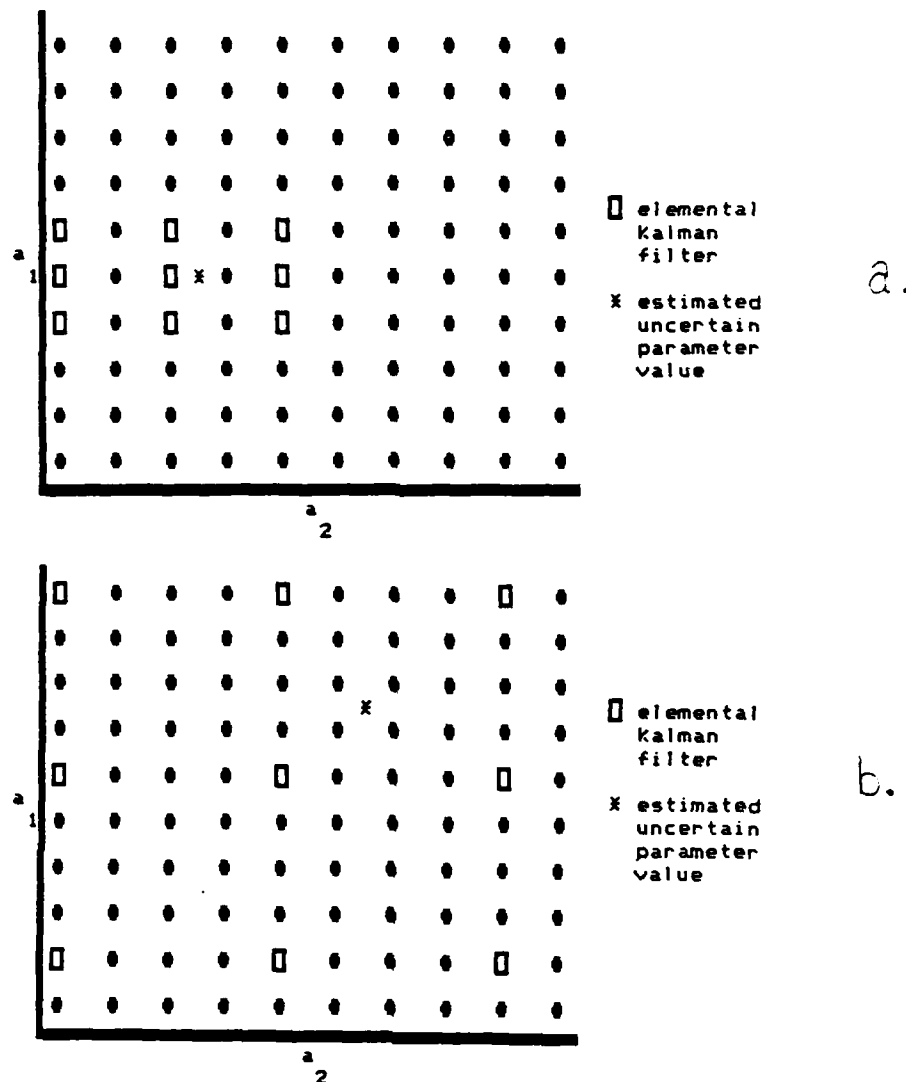 elemental
Kalman
filter
a
1
a.
* estimated
uncertain
parameter
value
a
2
elemental
Kalman
filter
a
1
b.
* estimated
uncertain
parameter
value
a
2